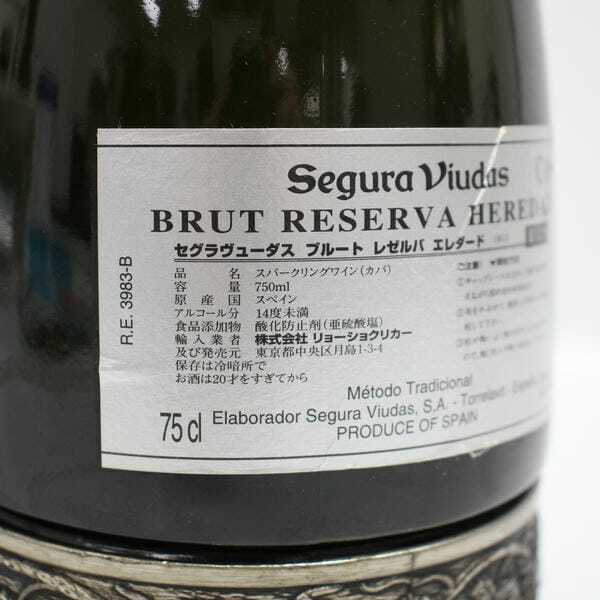 Segura Viudas
BRUT RESERVA HERED
セグラヴューダス ブルート レゼルバ エレダード
品 名 スパークリングワイン(カバ)
容 量 750ml
原 産 国 スペイン
アルコール分 14度未満
食品添加物 酸化防止剤(亜硫酸塩)
輸入業者 株式会社 リョーショクリカー
及び発売元 東京都中央区月島1-3-4
保存は冷暗所で
お酒は20才をすぎてから
Método Tradicional
75 cl
Elaborador Segura Viudas, S.A. - Torrelavit -
PRODUCE OF SPAIN
R.E. 3983-B